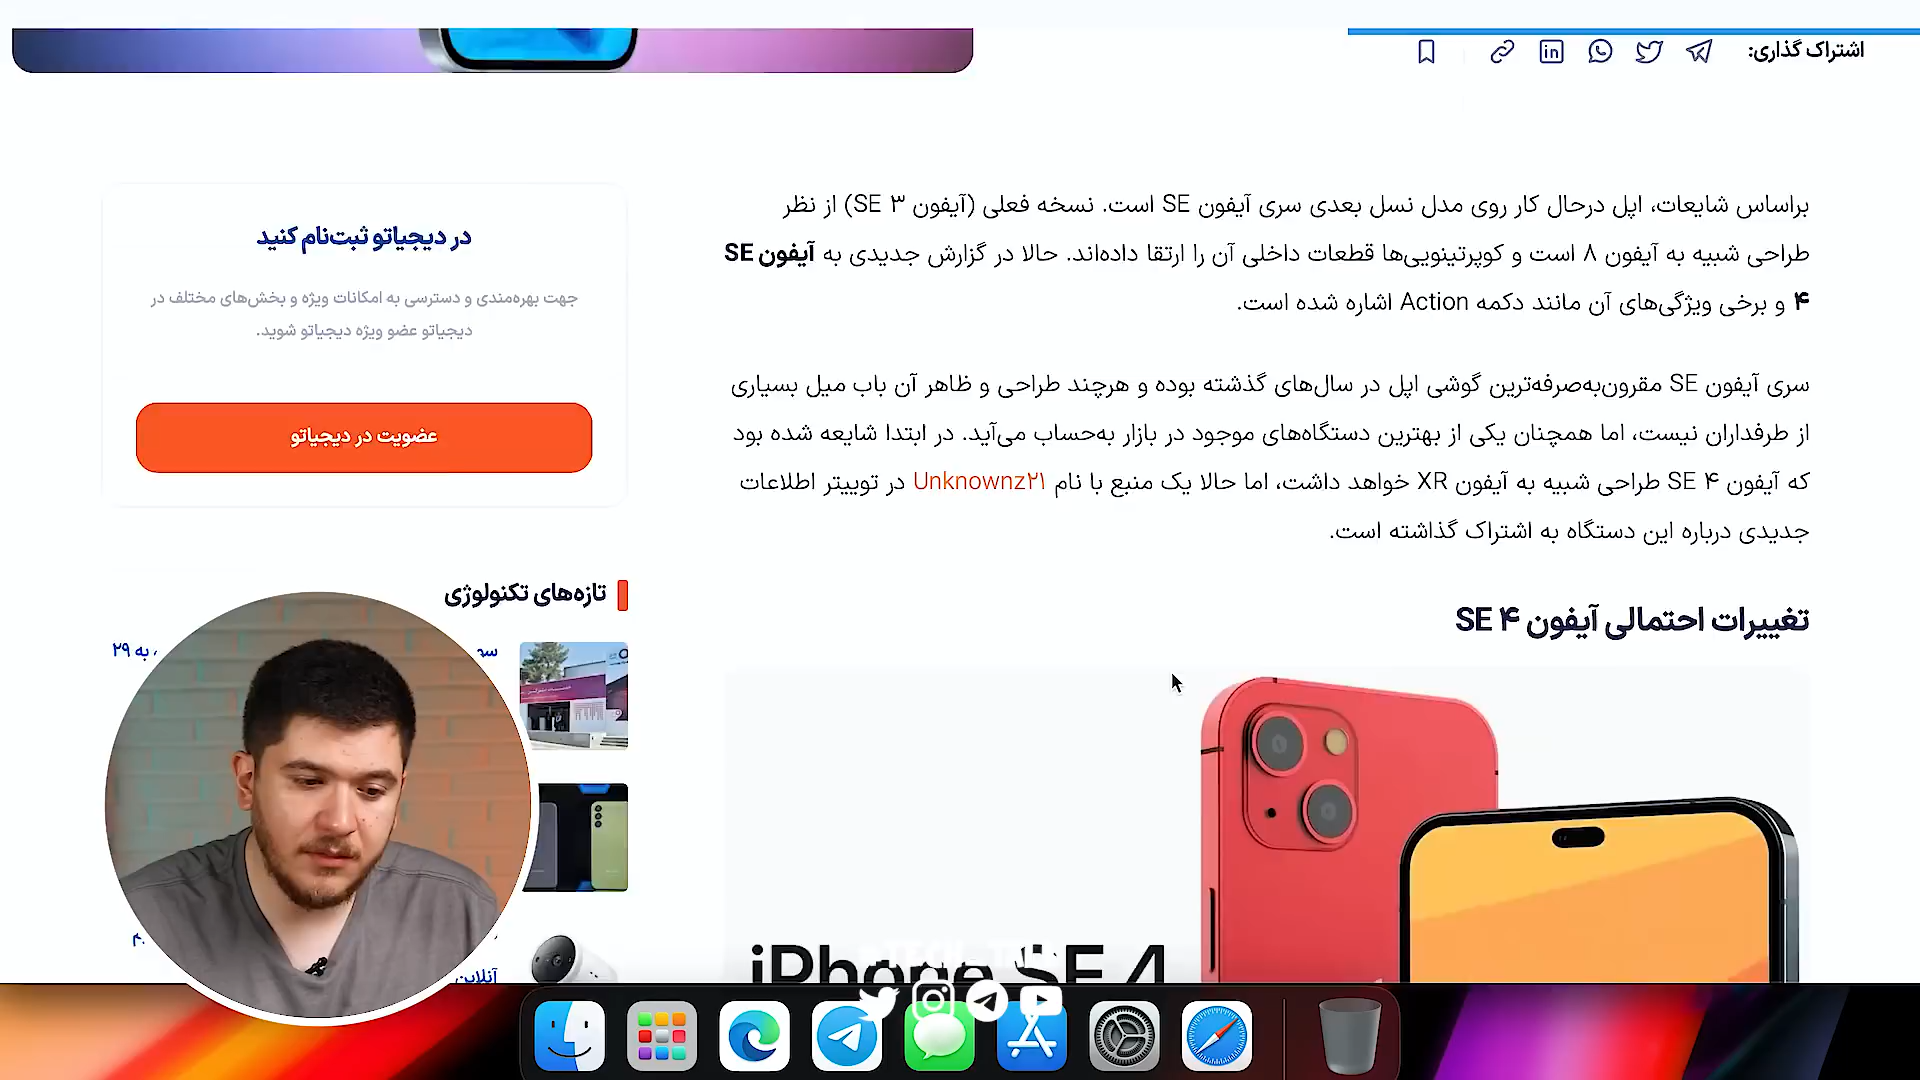 اشتراک گذاری:
براساس شایعات، اپل درحال کار روی مدل نسل بعدی سری آیفون SE است. نسخه فعلی (آیفون SE ۳) از نظر
طراحی شبیه به آیفون ۸ است و کوپرتینویی‌ها قطعات داخلی آن را ارتقا داده‌اند. حالا در گزارش جدیدی به آیفون SE
۴ و برخی ویژگی‌های آن مانند دکمه Action اشاره شده است.
سری آیفون SE مقرون‌به‌صرفه‌ترین گوشی اپل در سال‌های گذشته بوده و هرچند طراحی و ظاهر آن باب میل بسیاری
از طرفداران نیست، اما همچنان یکی از بهترین دستگاه‌های موجود در بازار به‌حساب می‌آید. در ابتدا شایعه شده بود
که آیفون SE ۴ طراحی شبیه به آیفون XR خواهد داشت، اما حالا یک منبع با نام Unknownz۲۱ در توییتر اطلاعات
جدیدی درباره این دستگاه به اشتراک گذاشته است.
تغییرات احتمالی آیفون SE ۴
iPhone SE 4
در دیجیاتو ثبت‌نام کنید
جهت بهره‌مندی و دسترسی به امکانات ویژه و بخش‌های مختلف در
دیجیاتو عضو ویژه دیجیاتو شوید.
عضویت در دیجیاتو
تازه‌های تکنولوژی
به ۲۹
آنلاین